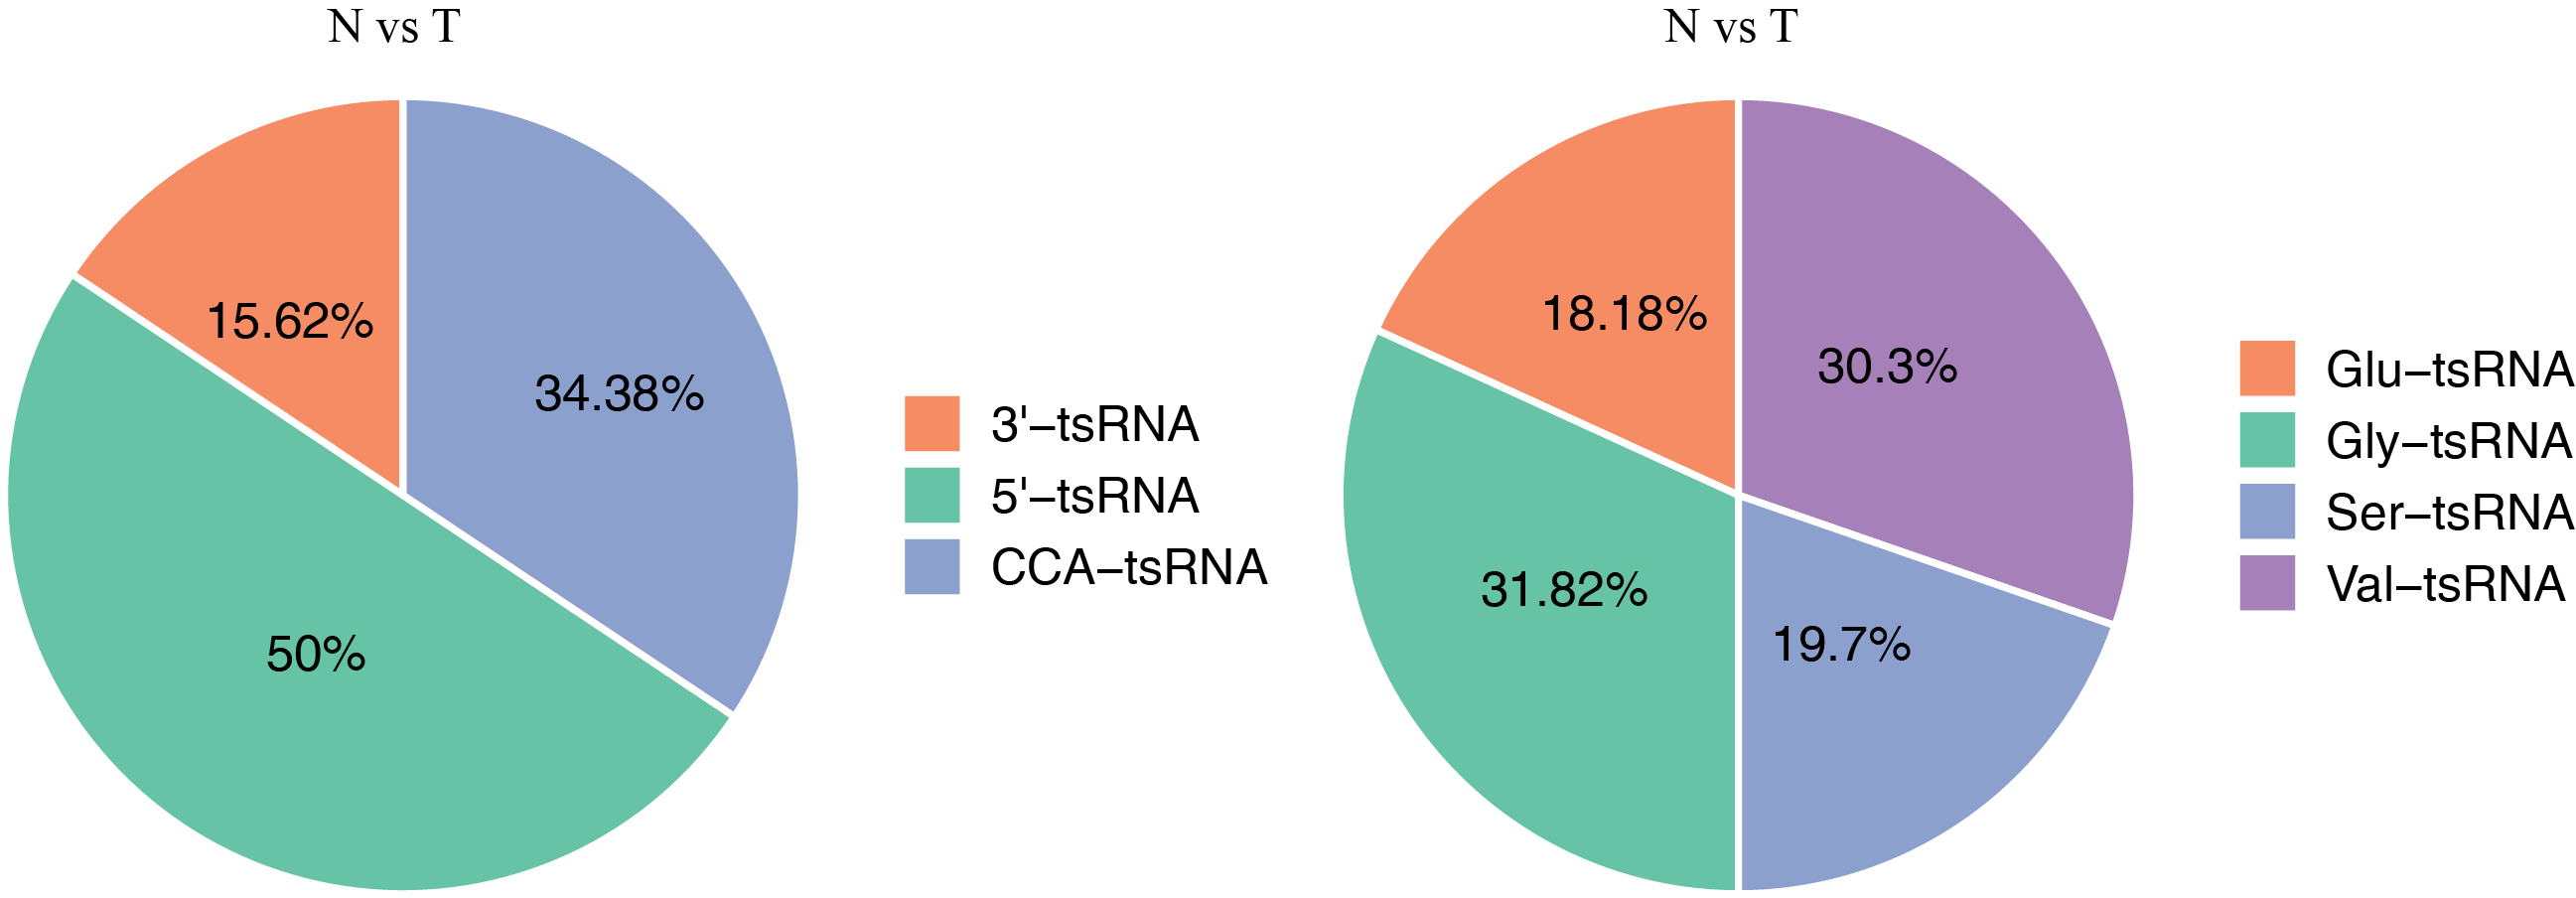 N vs T
15.62%
34.38%
50%
3'–tsRNA
5'–tsRNA
CCA–tsRNA
N vs T
18.18%
30.3%
31.82%
19.7%
Glu–tsRNA
Gly–tsRNA
Ser–tsRNA
Val–tsRNA